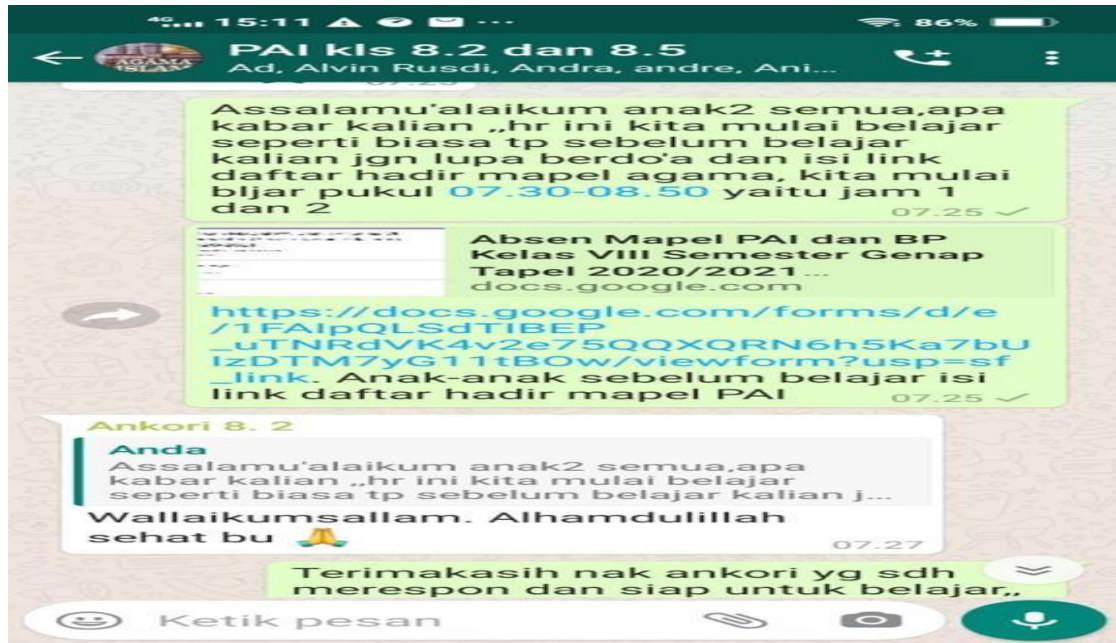 4G 15:11 ... 86%
PAI kls 8.2 dan 8.5
AGAMA
ISLAM
Ad, Alvin Rusdi, Andra, andre, Ani...
Assalamu'alaikum anak2 semua,apa
kabar kalian ,,hr ini kita mulai belajar
seperti biasa tp sebelum belajar
kalian jgn lupa berdo'a dan isi link
daftar hadir mapel agama, kita mulai
bljar pukul 07.30-08.50 yaitu jam 1
dan 2
07.25
Absen Mapel PAI dan BP
Kelas VIII Semester Genap
Tapel 2020/2021...
docs.google.com
https://docs.google.com/forms/d/e
/1FAIpQLSdTIBEP
_uTNRdVK4v2e75QQXQRN6h5Ka7bU
IzDTM7yG11tBOw/viewform?usp=sf
_link. Anak-anak sebelum belajar isi
link daftar hadir mapel PAI
07.25
Ankori 8. 2
Anda
Assalamu'alaikum anak2 semua,apa
kabar kalian ,,hr ini kita mulai belajar
seperti biasa tp sebelum belajar kalian j...
Wallaikumsallam. Alhamdulillah
sehat bu 🙏
07.27
Terimakasih nak ankori yg sdh
merespon dan siap untuk belajar,,
Ketik pesan